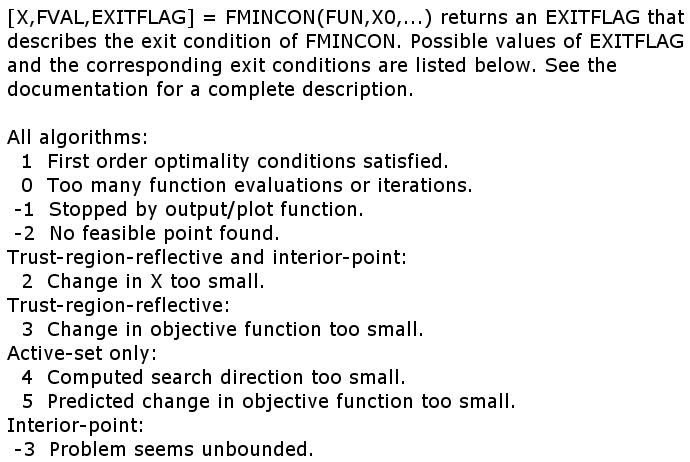 [X,FVAL,EXITFLAG] = FMINCON(FUN,X0,...) returns an EXITFLAG that
describes the exit condition of FMINCON. Possible values of EXITFLAG
and the corresponding exit conditions are listed below. See the
documentation for a complete description.

All algorithms:
1 First order optimality conditions satisfied.
0 Too many function evaluations or iterations.
-1 Stopped by output/plot function.
-2 No feasible point found.
Trust-region-reflective and interior-point:
2 Change in X too small.
Trust-region-reflective:
3 Change in objective function too small.
Active-set only:
4 Computed search direction too small.
5 Predicted change in objective function too small.
Interior-point:
-3 Problem seems unbounded.